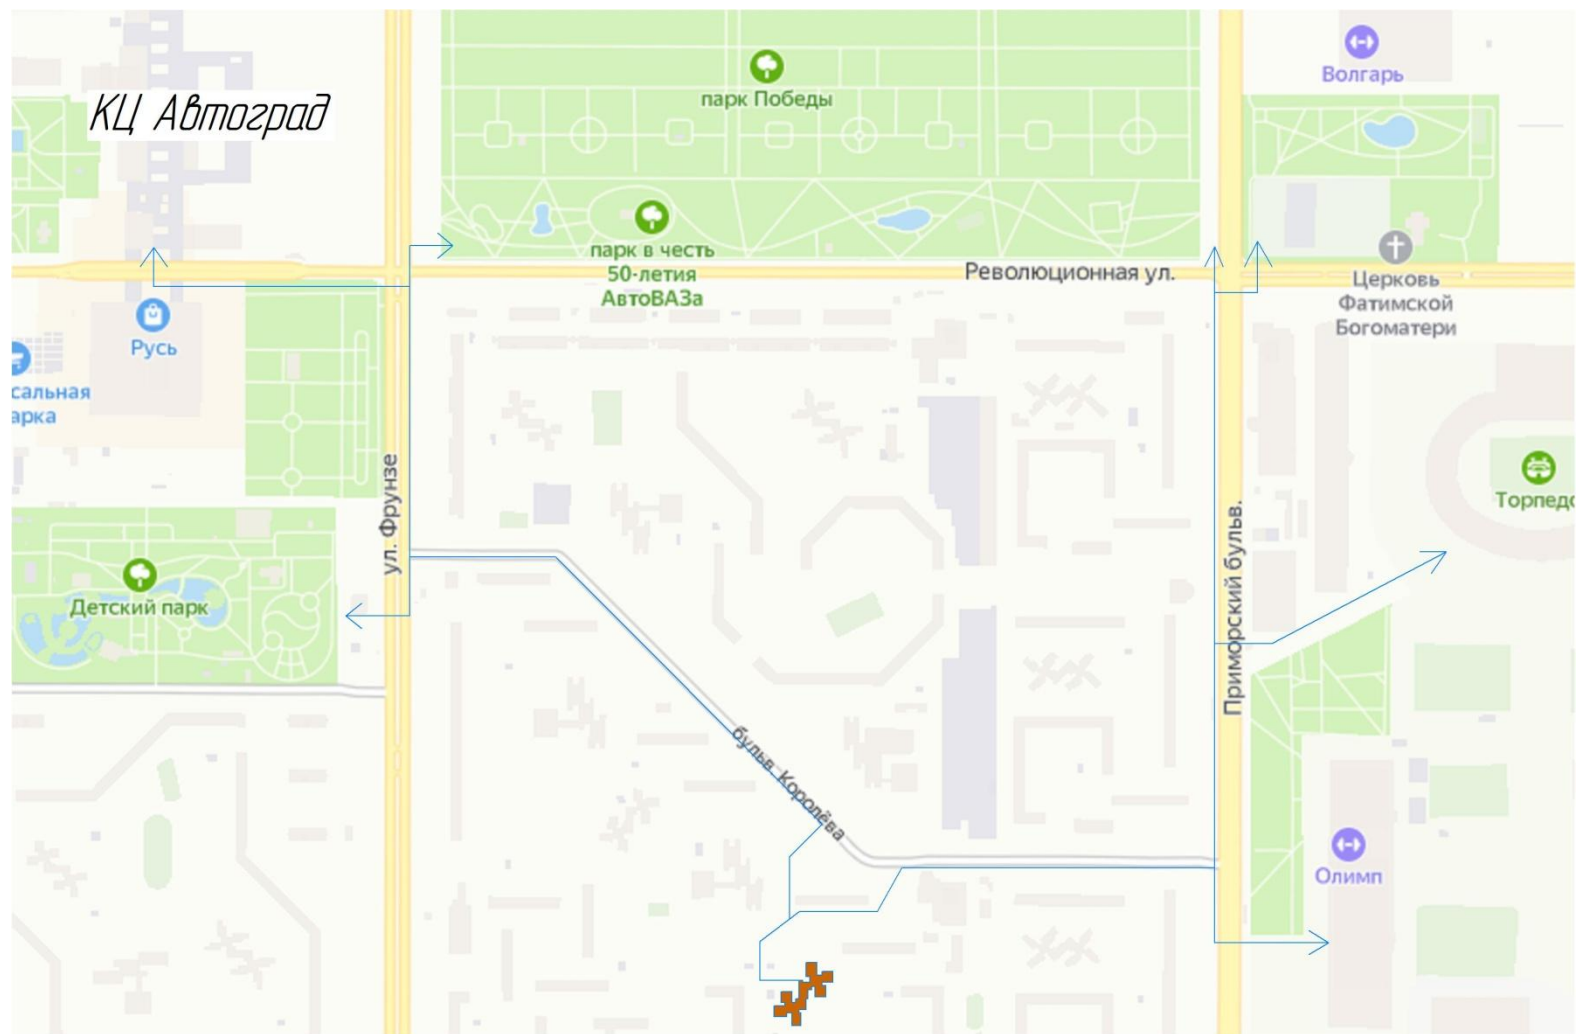 КЦ Автоград
парк Победы
Волгарь
парк в честь
50-летия
АвтоВАЗа
Революционная ул.
Церковь
Фатимской
Богоматери
Русь
сальная
арка
ул. Фрунзе
Торпедо
Приморский бульв.
Детский парк
бульв. Королёва
Олимп